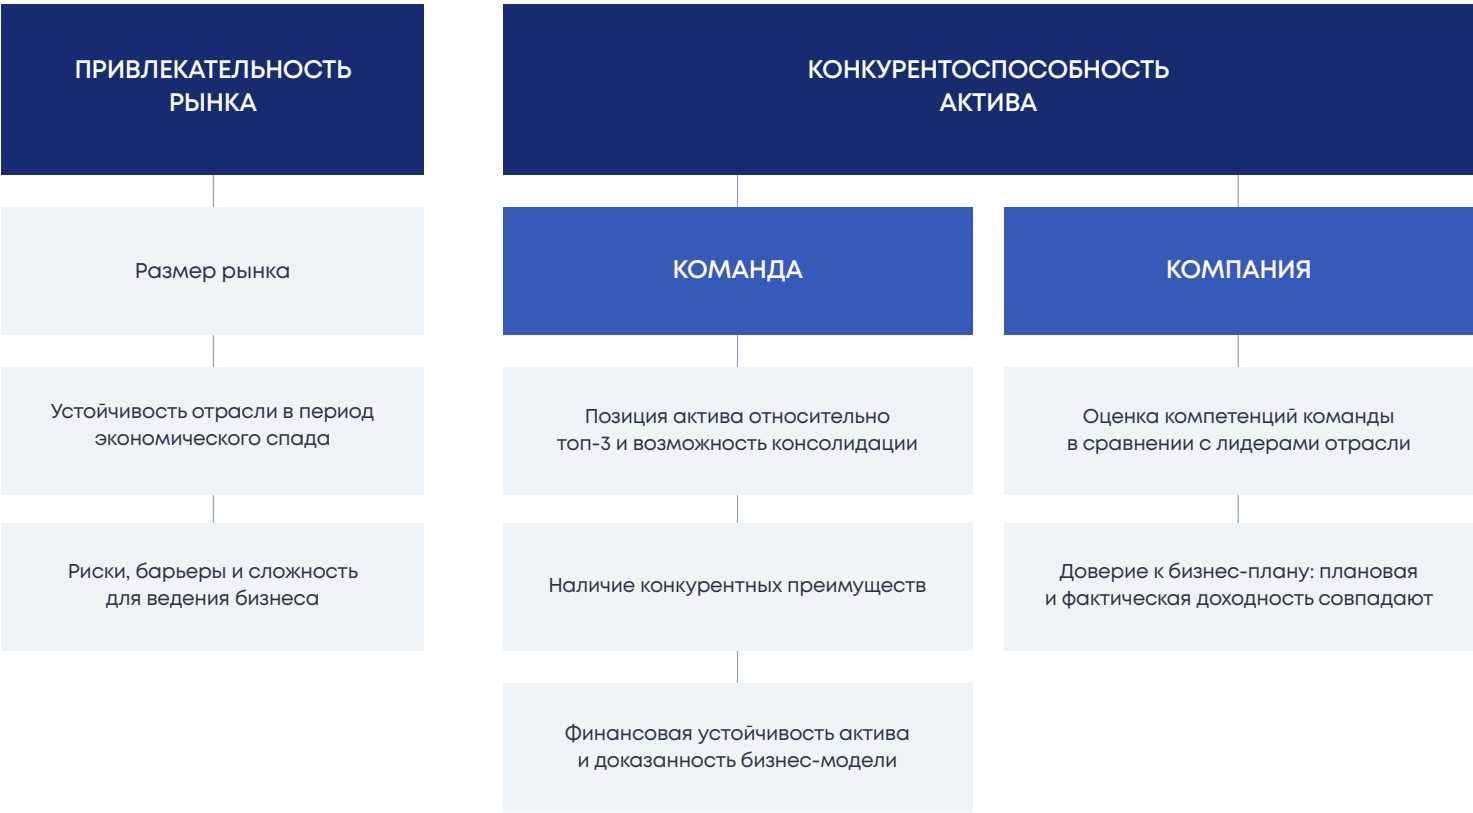 ПРИВЛЕКАТЕЛЬНОСТЬ
РЫНКА
Размер рынка
Устойчивость отрасли в период
экономического спада
Риски, барьеры и сложность
для ведения бизнеса
КОНКУРЕНТОСПОСОБНОСТЬ
АКТИВА
КОМАНДА
Позиция актива относительно
топ-3 и возможность консолидации
Наличие конкурентных преимуществ
Финансовая устойчивость актива
и доказанность бизнес-модели
КОМПАНИЯ
Оценка компетенций команды
в сравнении с лидерами отрасли
Доверие к бизнес-плану: плановая
и фактическая доходность совпадают